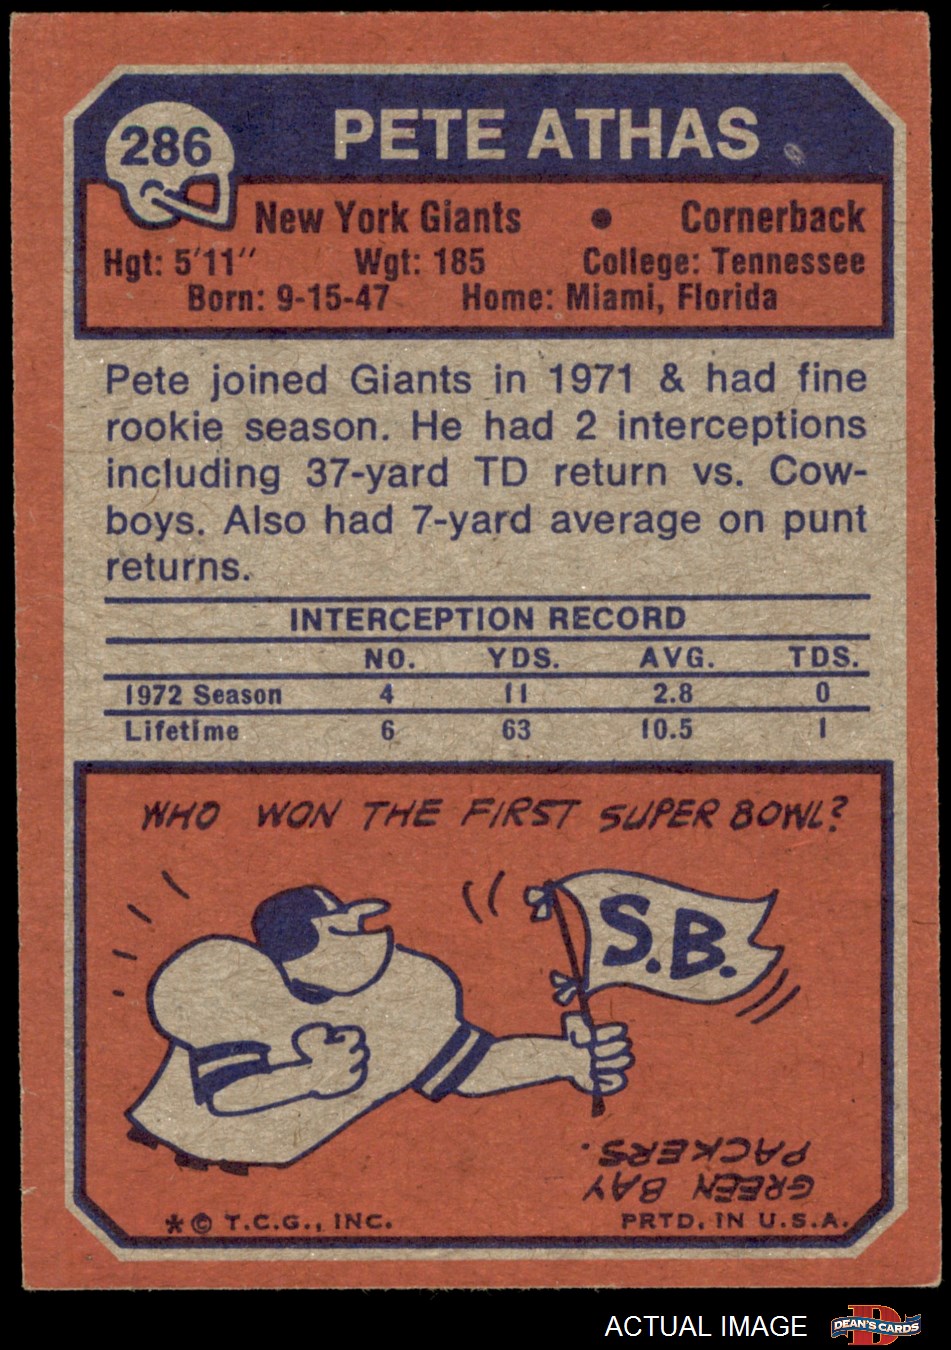 286
PETE ATHAS
New York Giants • Cornerback
Hgt: 5'11" Wgt: 185 College: Tennessee
Born: 9-15-47 Home: Miami, Florida
Pete joined Giants in 1971 & had fine
rookie season. He had 2 interceptions
including 37-yard TD return vs. Cow-
boys. Also had 7-yard average on punt
returns.
INTERCEPTION RECORD
NO. YDS. AVG. TDS.
1972 Season 4 11 2.8 0
Lifetime 6 63 10.5 1
WHO WON THE FIRST SUPER BOWL?
S.B.
GREEN BAY
PACKERS.
*© T.C.G., INC. PRTD. IN U.S.A.
ACTUAL IMAGE
D
DEAN'S CARDS